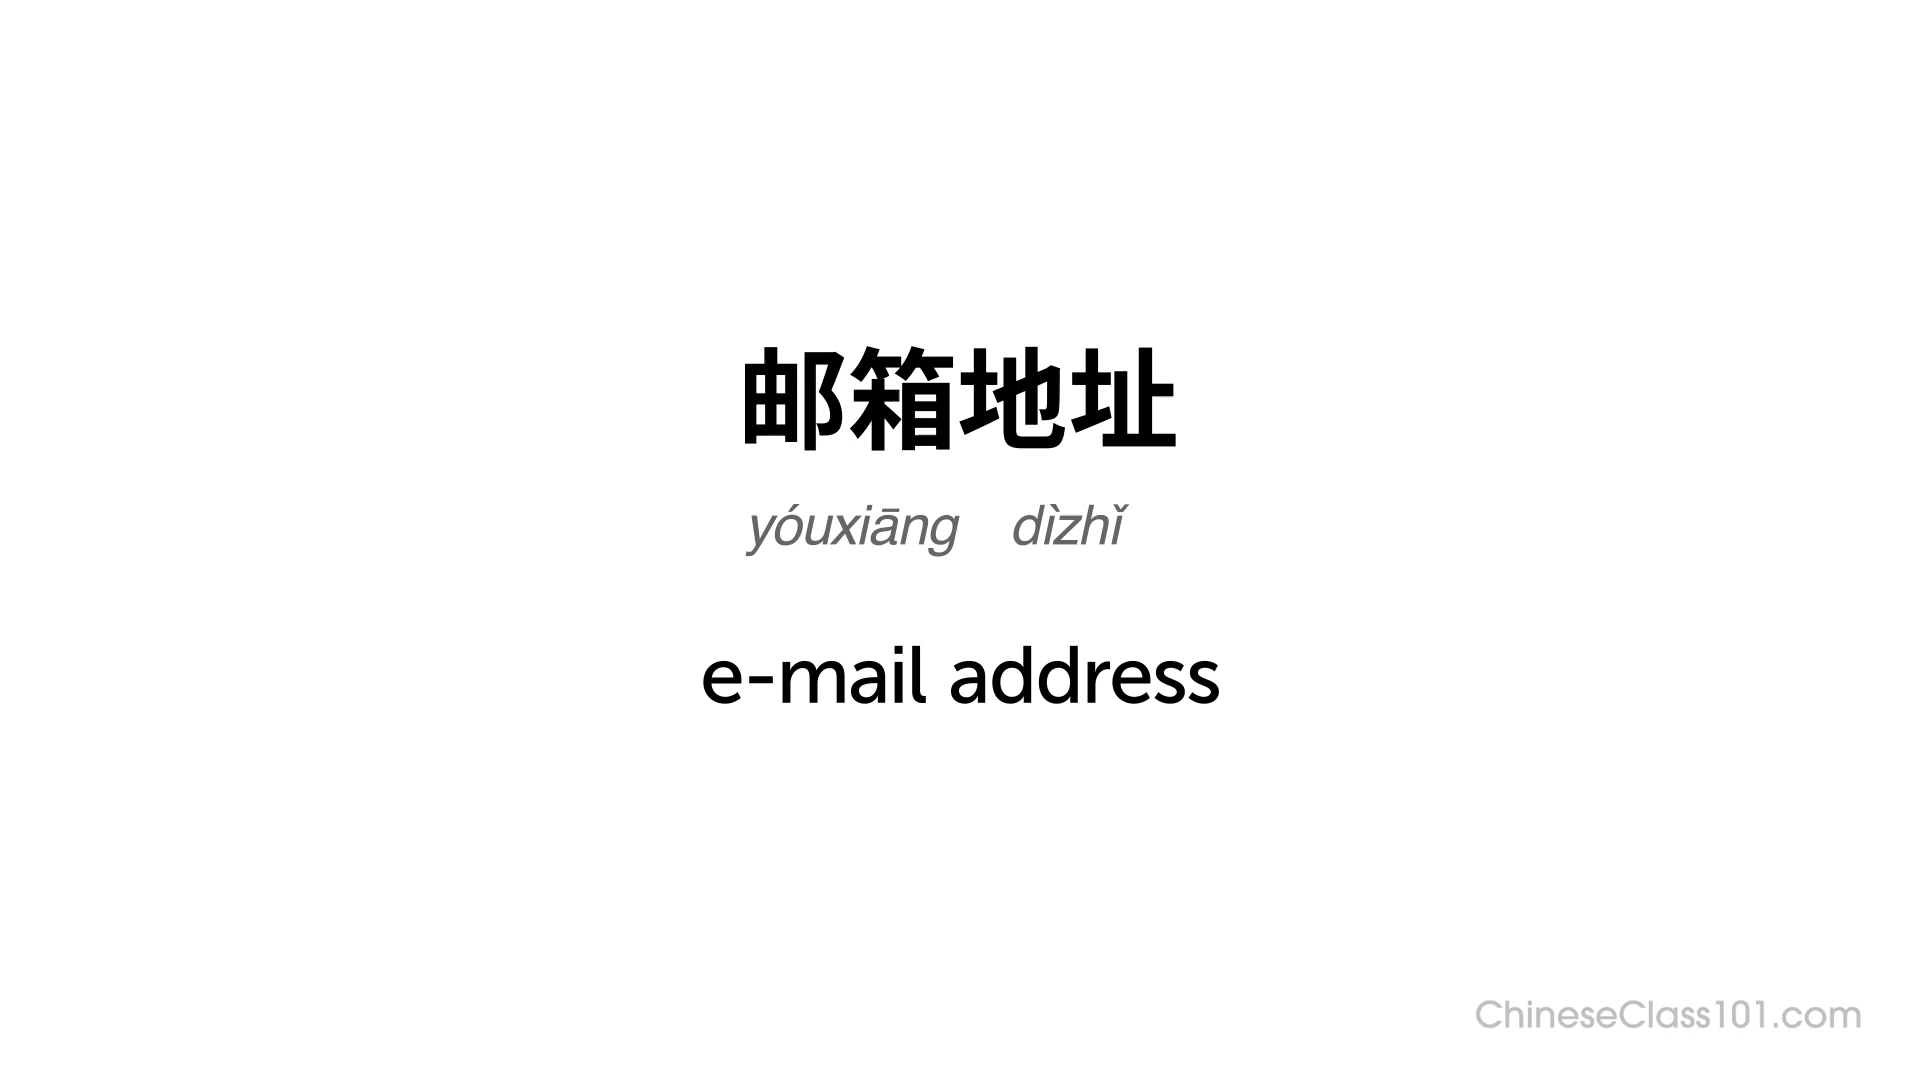 邮箱地址
yóuxiāng dìzhǐ
e-mail address
ChineseClass101.com